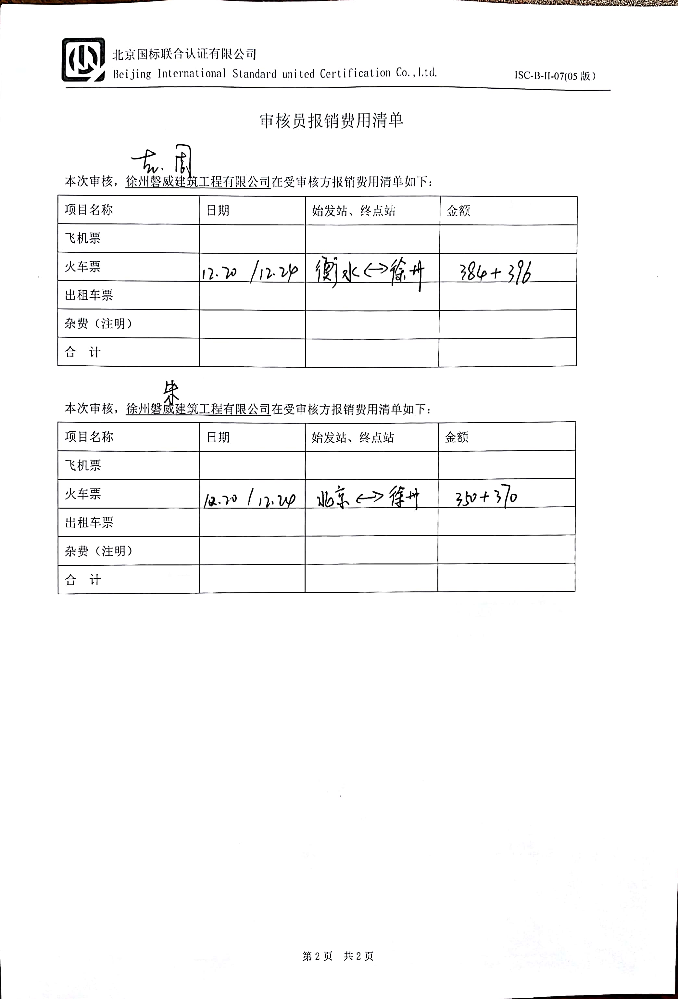 北京国标联合认证有限公司
Beijing International Standard united Certification Co.,Ltd.
ISC-B-II-07(05 版)
审核员报销费用清单
周
本次审核，徐州磐威建筑工程有限公司在受审核方报销费用清单如下：
项目名称 日期 始发站、终点站 金额
飞机票
火车票 12.20 /12.24 衡水<->徐州 384+396
出租车票
杂费（注明）
合 计
朱
本次审核，徐州磐威建筑工程有限公司在受审核方报销费用清单如下：
项目名称 日期 始发站、终点站 金额
飞机票
火车票 12.20 / 12.24 北京<->徐州 350+370
出租车票
杂费（注明）
合 计
第 2 页 共 2 页